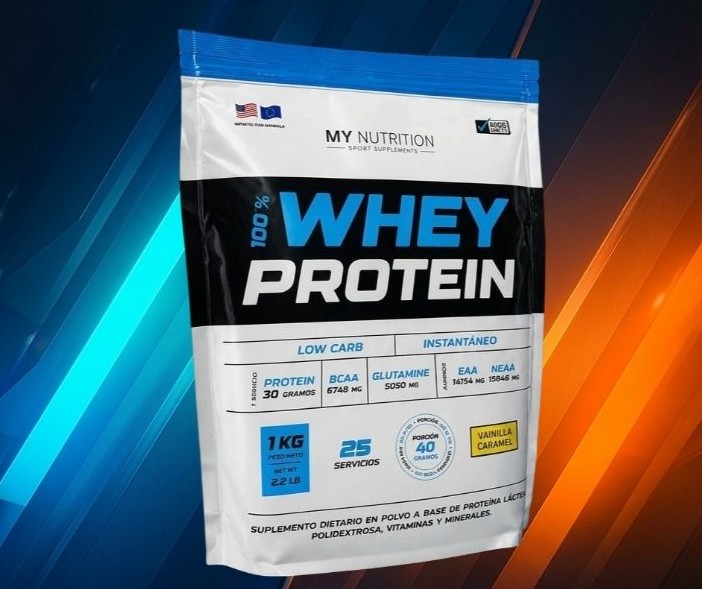 MY NUTRITION
SPORT SUPPLEMENTS
100%
WHEY
PROTEIN
LOW CARB
INSTANTÁNEO
1 SERVICIO
PROTEIN
30 GRAMOS
BCAA
6748 MG
GLUTAMINE
5050 MG
EAA
14154 MG
NEAA
15846 MG
1 KG
PESO NETO
NET WT
2.2 LB
25
SERVICIOS
PORCIÓN
40
GRAMOS
VAINILLA
CARAMEL
SUPLEMENTO DIETARIO EN POLVO A BASE DE PROTEÍNA
POLIDEXTROSA, VITAMINAS Y MINERALES.